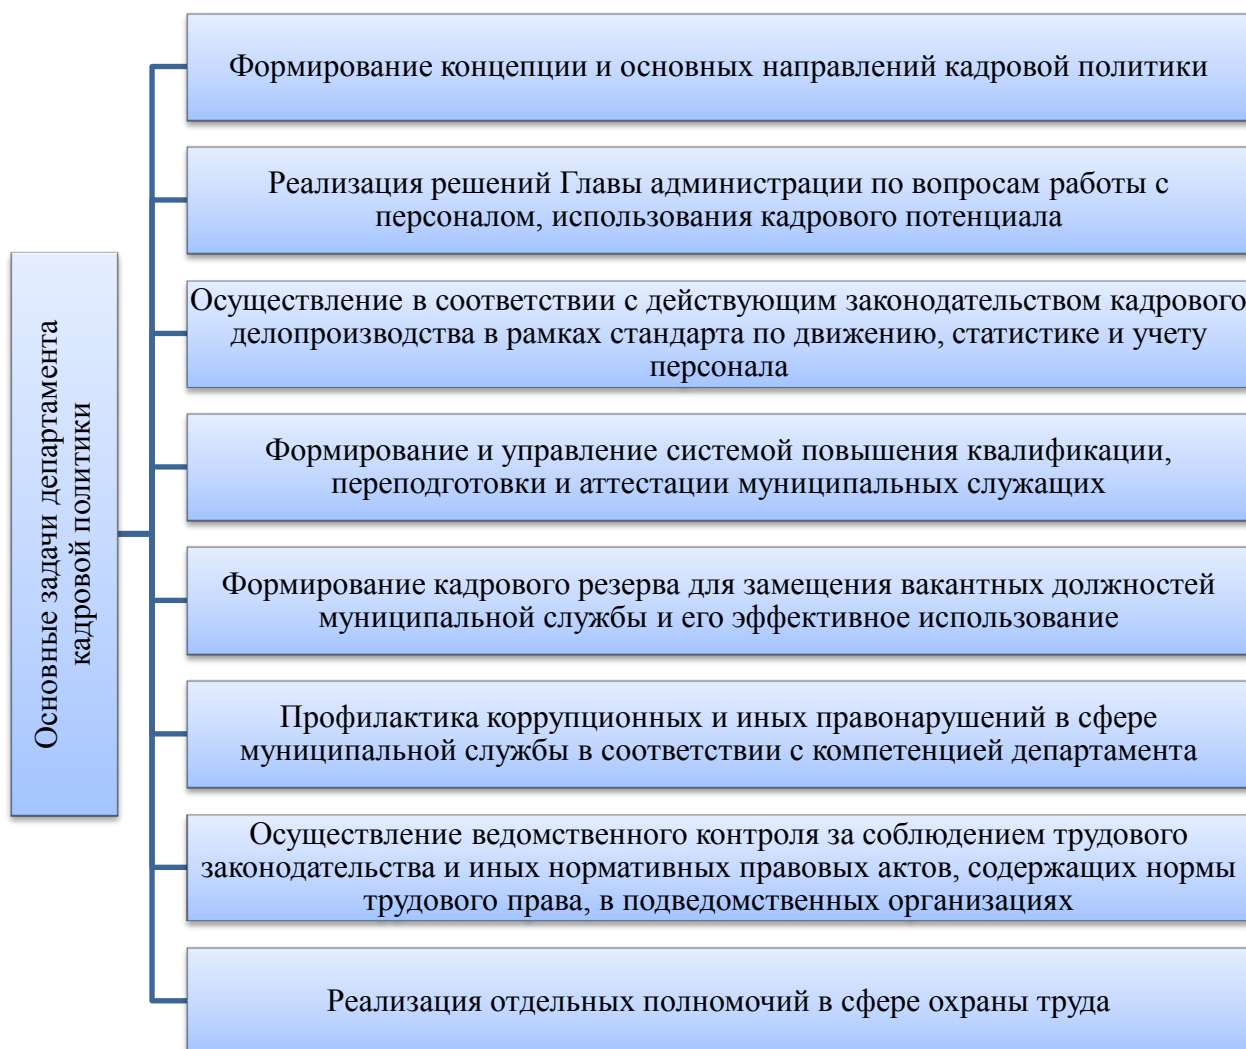 Основные задачи департамента
кадровой политики
Формирование концепции и основных направлений кадровой политики
Реализация решений Главы администрации по вопросам работы с
персоналом, использования кадрового потенциала
Осуществление в соответствии с действующим законодательством кадрового
делопроизводства в рамках стандарта по движению, статистике и учету
персонала
Формирование и управление системой повышения квалификации,
переподготовки и аттестации муниципальных служащих
Формирование кадрового резерва для замещения вакантных должностей
муниципальной службы и его эффективное использование
Профилактика коррупционных и иных правонарушений в сфере
муниципальной службы в соответствии с компетенцией департамента
Осуществление ведомственного контроля за соблюдением трудового
законодательства и иных нормативных правовых актов, содержащих нормы
трудового права, в подведомственных организациях
Реализация отдельных полномочий в сфере охраны труда